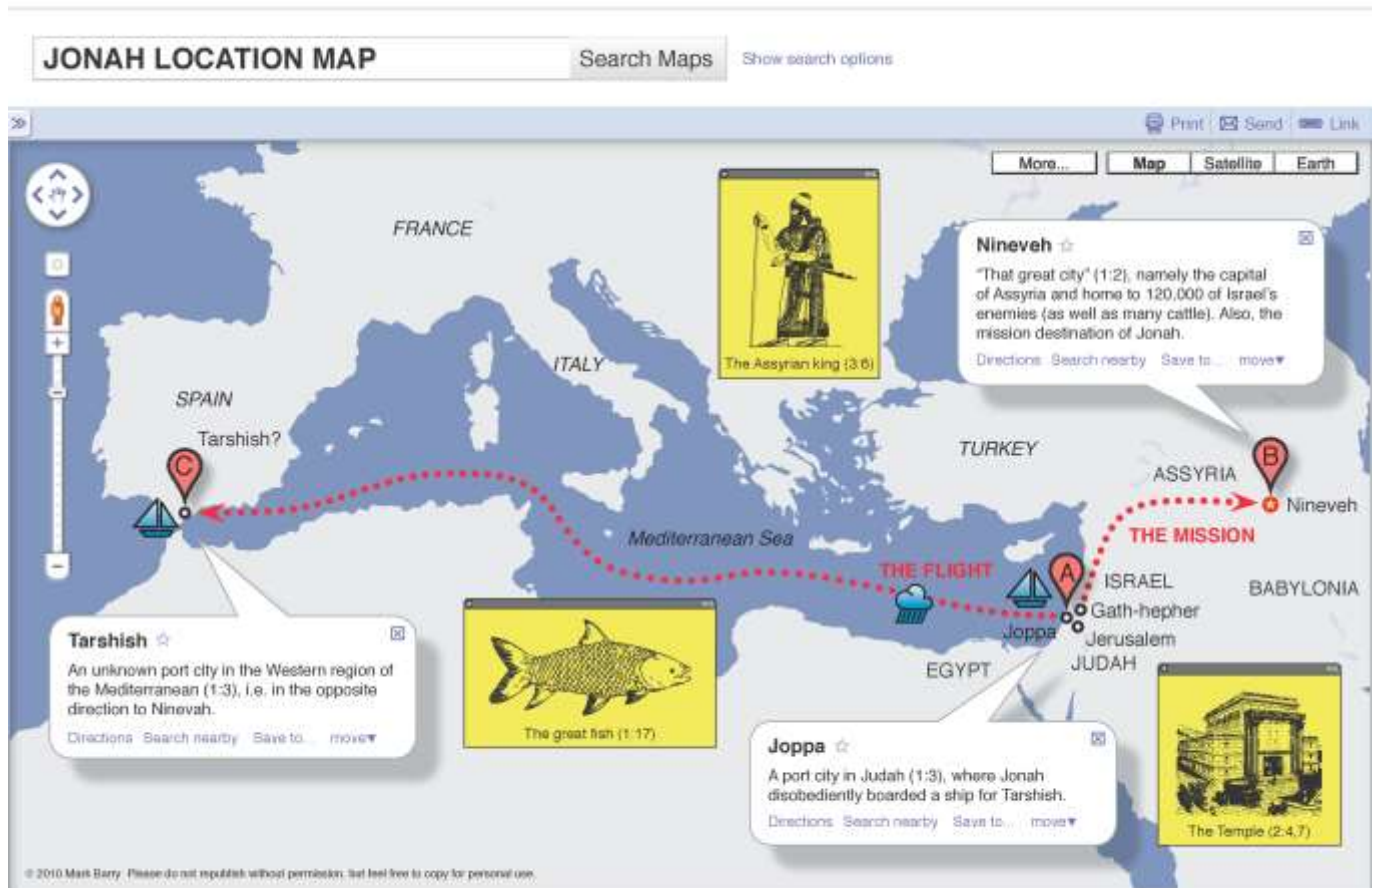 JONAH LOCATION MAP
Search Maps
Show search options
Print
Send
Link
More...
Map
Satellite
Earth
FRANCE
ITALY
SPAIN
Tarshish?
C
The Assyrian king (3:6)
Nineveh
"That great city" (1:2), namely the capital
of Assyria and home to 120,000 of Israel's
enemies (as well as many cattle). Also, the
mission destination of Jonah.
Directions Search nearby Save to... move
TURKEY
ASSYRIA
B
Nineveh
THE MISSION
Mediterranean Sea
THE FLIGHT
A
ISRAEL
BABYLONIA
Gath-hepher
Joppa
Jerusalem
JUDAH
EGYPT
Tarshish
An unknown port city in the Western region of
the Mediterranean (1:3), i.e. in the opposite
direction to Ninevah.
Directions Search nearby Save to... move
The great fish (1:17)
Joppa
A port city in Judah (1:3), where Jonah
disobediently boarded a ship for Tarshish.
Directions Search nearby Save to... move
The Temple (2:4,7)
© 2010 Mark Barry. Please do not republish without permission, but feel free to copy for personal use.